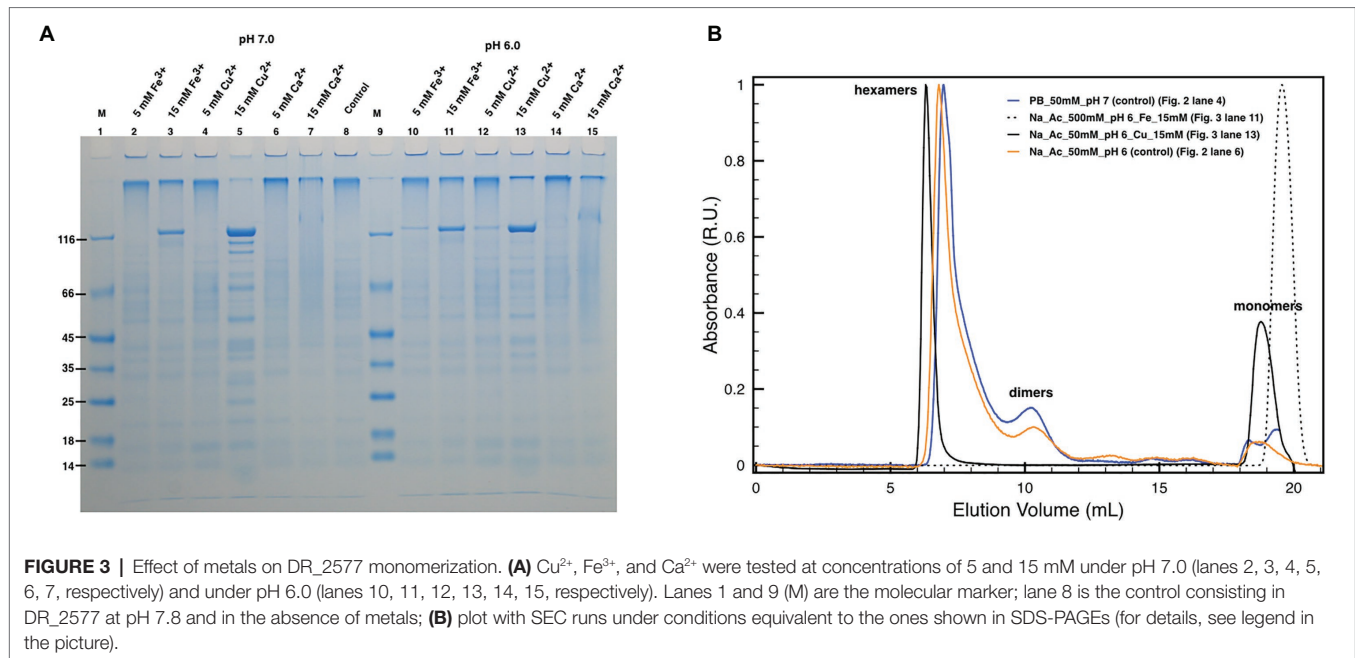 A
pH 7.0
pH 6.0
M
5 mM Fe³⁺
15 mM Fe³⁺
5 mM Cu²⁺
15 mM Cu²⁺
5 mM Ca²⁺
15 mM Ca²⁺
Control
M
5 mM Fe³⁺
15 mM Fe³⁺
5 mM Cu²⁺
15 mM Cu²⁺
5 mM Ca²⁺
15 mM Ca²⁺
1 2 3 4 5 6 7 8 9 10 11 12 13 14 15
116
66
45
35
25
18
14
B
hexamers
PB_50mM_pH 7 (control) (Fig. 2 lane 4)
Na_Ac_500mM_pH 6_Fe_15mM (Fig. 3 lane 11)
Na_Ac_50mM_pH 6_Cu_15mM (Fig. 3 lane 13)
Na_Ac_50mM_pH 6 (control) (Fig. 2 lane 6)
monomers
dimers
Absorbance (R.U.)
1
0.8
0.6
0.4
0.2
0
0 5 10 15 20
Elution Volume (mL)
FIGURE 3 | Effect of metals on DR_2577 monomerization. (A) Cu²⁺, Fe³⁺, and Ca²⁺ were tested at concentrations of 5 and 15 mM under pH 7.0 (lanes 2, 3, 4, 5,
6, 7, respectively) and under pH 6.0 (lanes 10, 11, 12, 13, 14, 15, respectively). Lanes 1 and 9 (M) are the molecular marker; lane 8 is the control consisting in
DR_2577 at pH 7.8 and in the absence of metals; (B) plot with SEC runs under conditions equivalent to the ones shown in SDS-PAGEs (for details, see legend in
the picture).